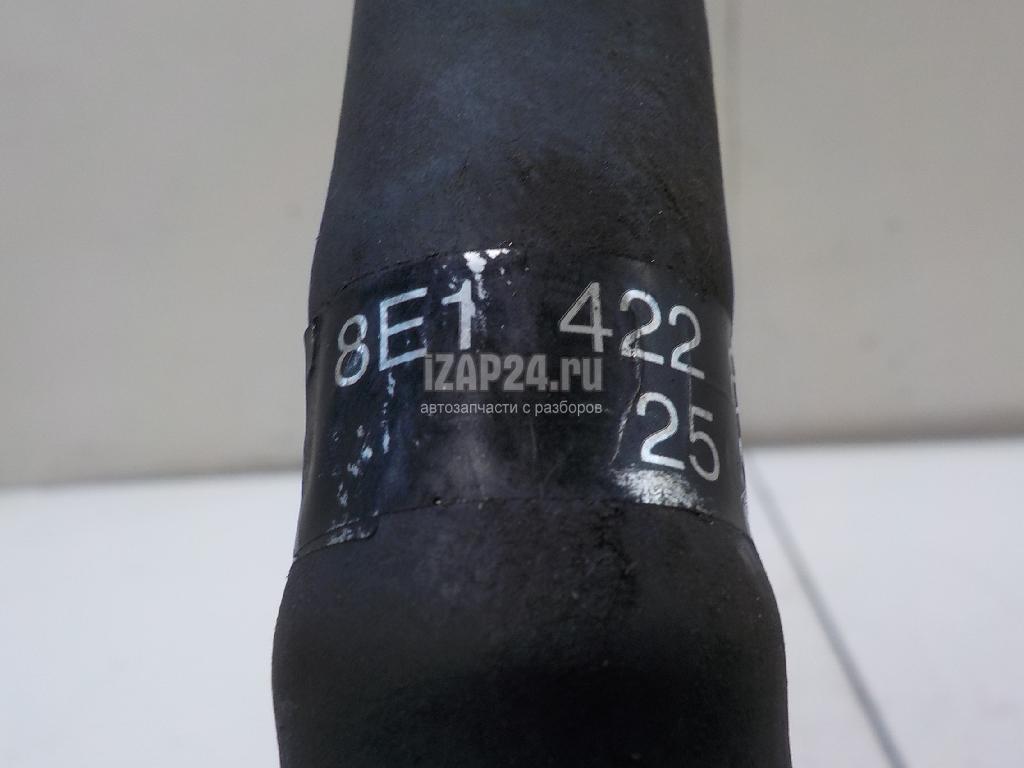 8E1 422
25
iZAP24.ru
автозапчасти с разборов